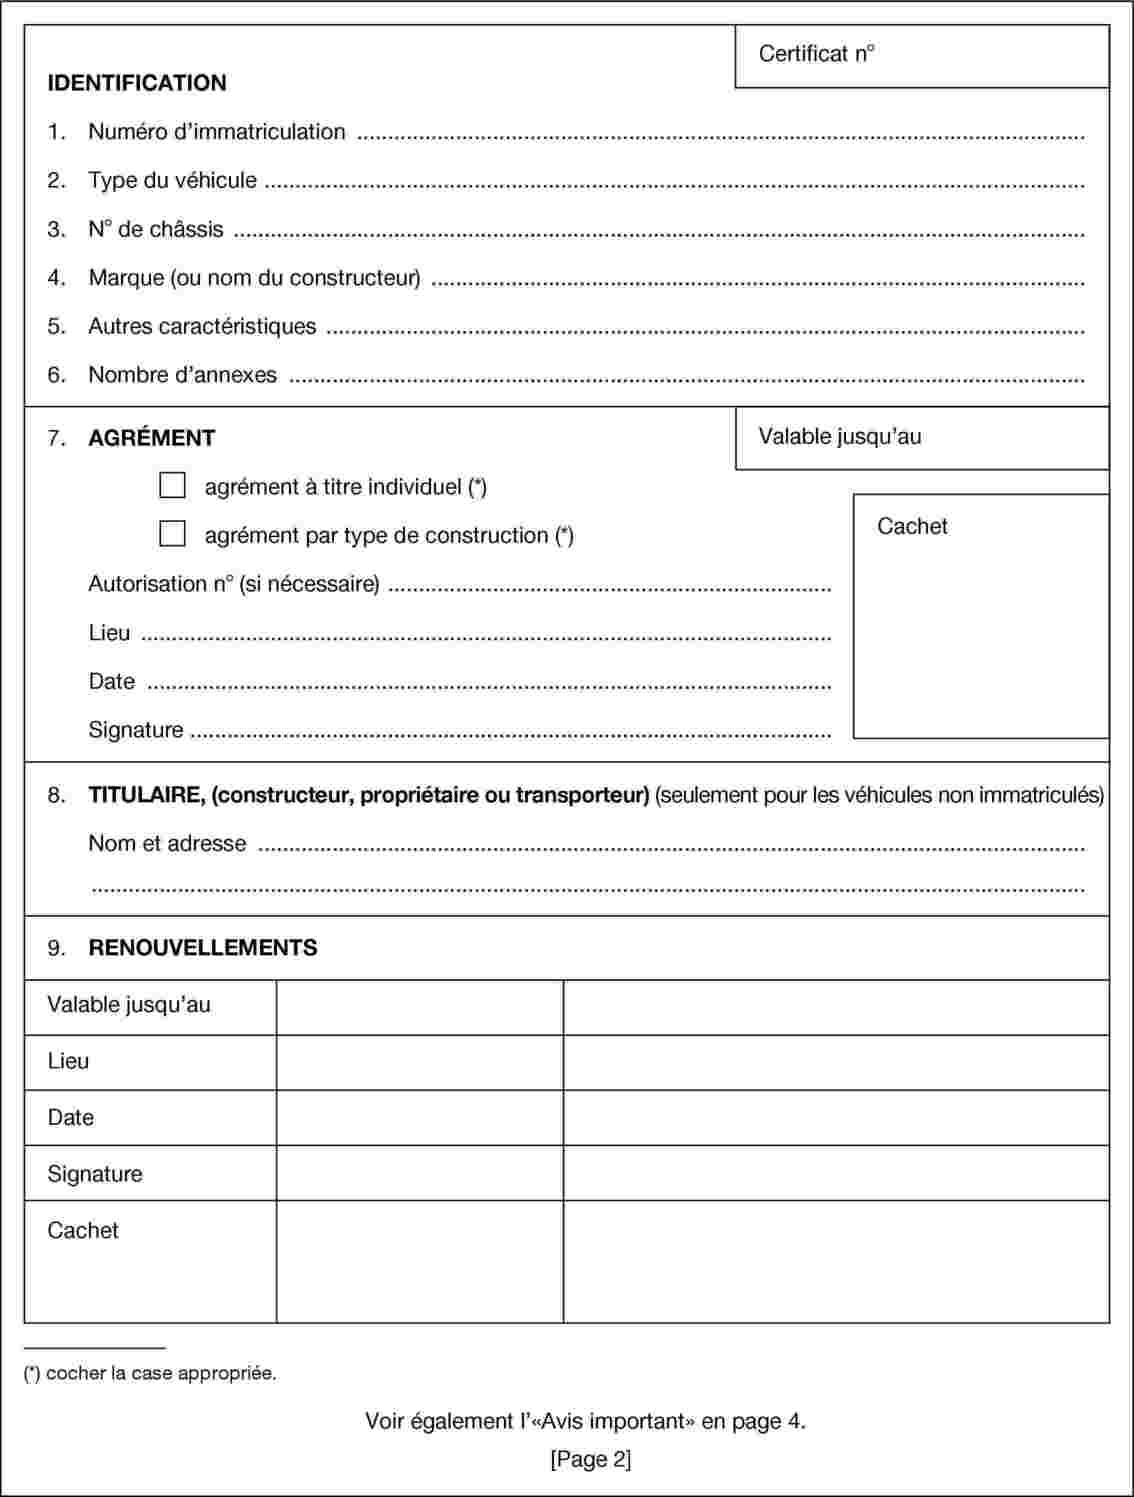 Certificat n°
IDENTIFICATION
1. Numéro d’immatriculation
2. Type du véhicule
3. N° de châssis
4. Marque (ou nom du constructeur)
5. Autres caractéristiques
6. Nombre d’annexes
7. AGRÉMENT
Valable jusqu’au
agrément à titre individuel (*)
agrément par type de construction (*)
Cachet
Autorisation n° (si nécessaire)
Lieu
Date
Signature
8. TITULAIRE, (constructeur, propriétaire ou transporteur) (seulement pour les véhicules non immatriculés)
Nom et adresse
9. RENOUVELLEMENTS
Valable jusqu’au
Lieu
Date
Signature
Cachet
(*) cocher la case appropriée.
Voir également l’«Avis important» en page 4.
[Page 2]